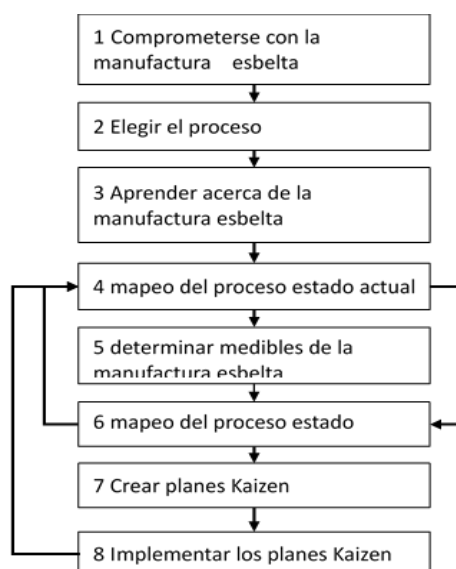 1 Comprometerse con la
manufactura esbelta
2 Elegir el proceso
3 Aprender acerca de la
manufactura esbelta
4 mapeo del proceso estado actual
5 determinar medibles de la
manufactura esbelta
6 mapeo del proceso estado
7 Crear planes Kaizen
8 Implementar los planes Kaizen